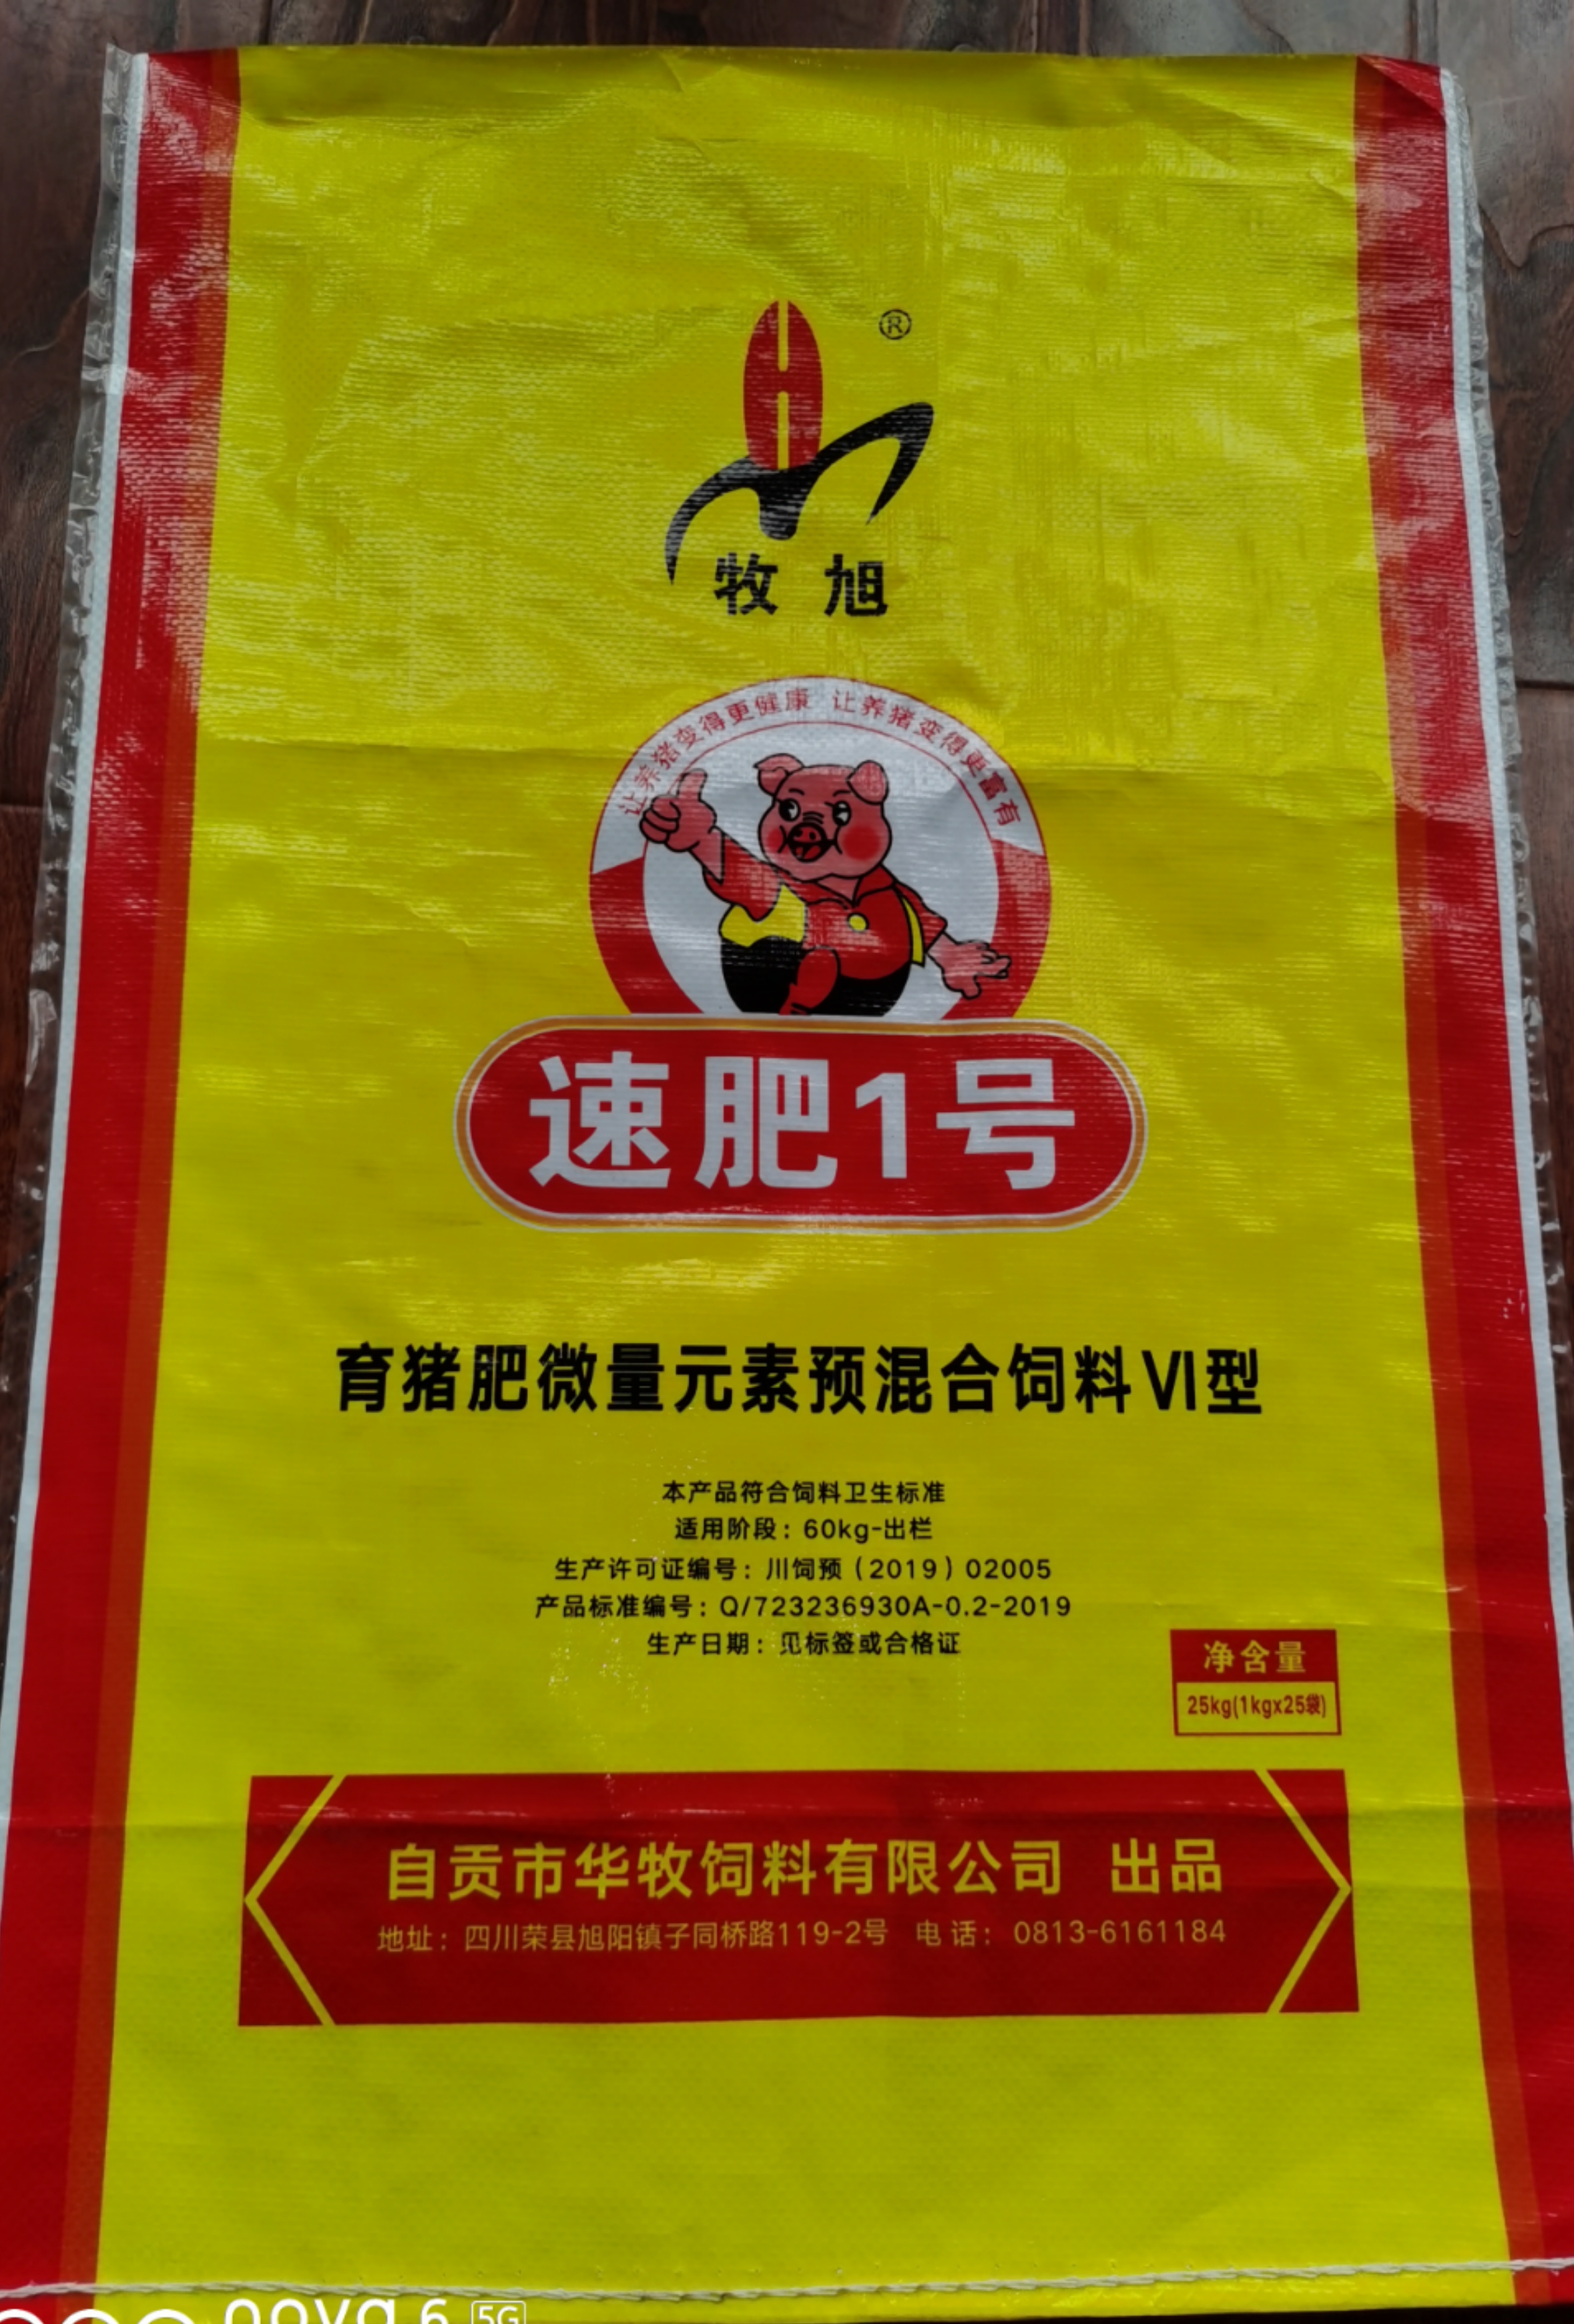 ®
牧 旭
让养猪变得更健康 让养猪变得更富有
速肥1号
育猪肥微量元素预混合饲料Ⅵ型
本产品符合饲料卫生标准
适用阶段：60kg-出栏
生产许可证编号：川饲预（2019）02005
产品标准编号：Q/723236930A-0.2-2019
生产日期：见标签或合格证
净含量
25kg(1kgx25袋)
自贡市华牧饲料有限公司 出品
地址：四川荣县旭阳镇子同桥路119-2号 电话：0813-6161184
nova 6 5G